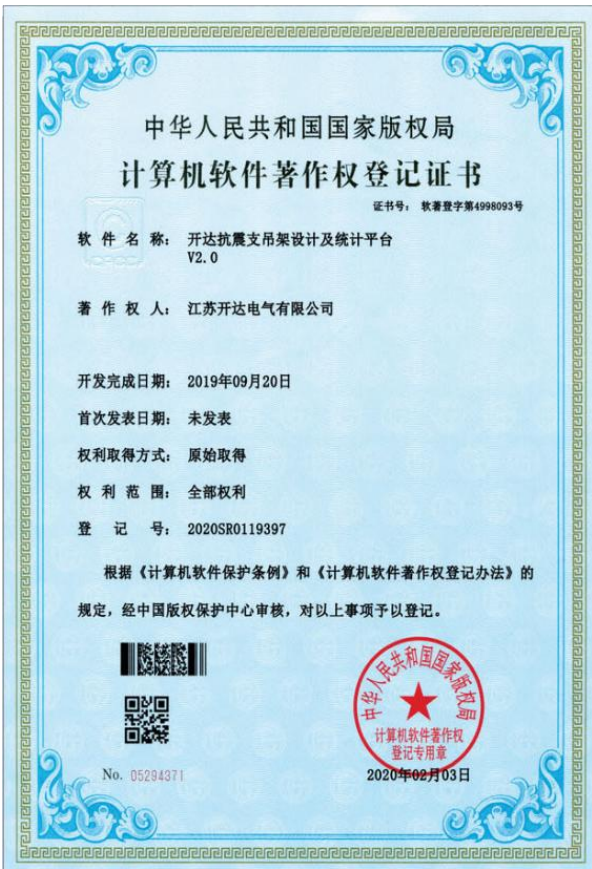 中华人民共和国国家版权局
计算机软件著作权登记证书
证书号： 软著登字第4998093号
软件名称： 开达抗震支吊架设计及统计平台
V2.0
著作权人： 江苏开达电气有限公司
开发完成日期： 2019年09月20日
首次发表日期： 未发表
权利取得方式： 原始取得
权利范围： 全部权利
登记号： 2020SR0119397
根据《计算机软件保护条例》和《计算机软件著作权登记办法》的
规定，经中国版权保护中心审核，对以上事项予以登记。
中华人民共和国国家版权局
计算机软件著作权
登记专用章
No. 05294371
2020年02月03日